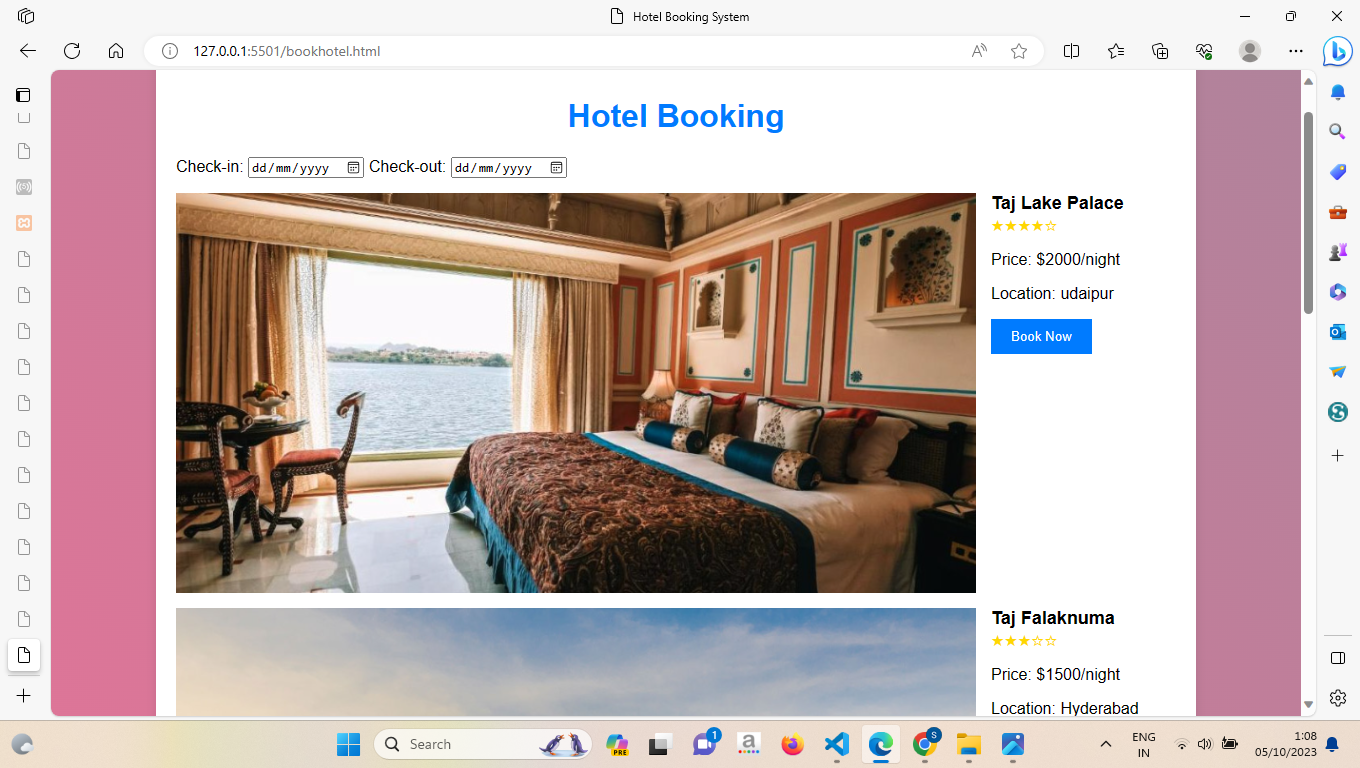 Hotel Booking System
127.0.0.1:5501/bookhotel.html
Hotel Booking
Check-in: dd/mm/yyyy Check-out: dd/mm/yyyy
Taj Lake Palace
★★★★☆
Price: $2000/night
Location: udaipur
Book Now
Taj Falaknuma
★★★☆☆
Price: $1500/night
Location: Hyderabad
Search
PRE
1
a
S
ENG
IN
1:08
05/10/2023